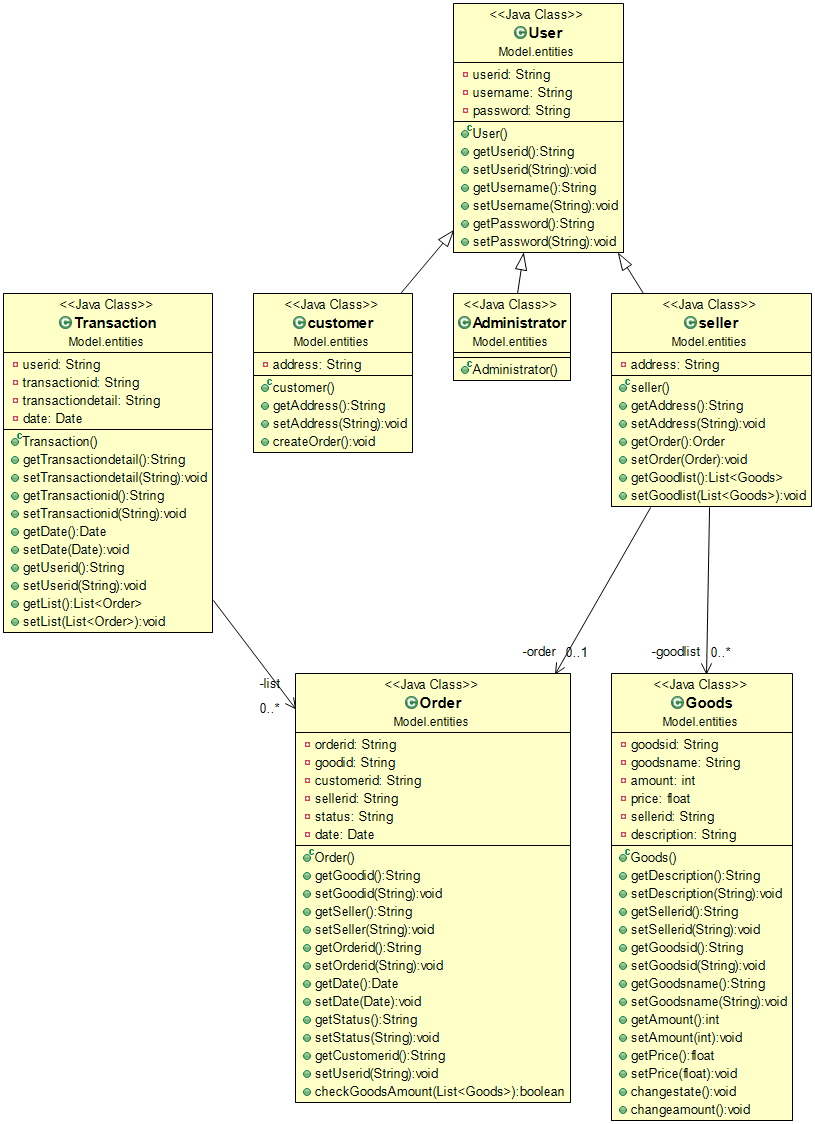 <<Java Class>>
User
Model.entities
userid: String
username: String
password: String
User()
getUserid():String
setUserid(String):void
getUsername():String
setUsername(String):void
getPassword():String
setPassword(String):void
<<Java Class>>
Transaction
Model.entities
userid: String
transactionid: String
transactiondetail: String
date: Date
Transaction()
getTransactiondetail():String
setTransactiondetail(String):void
getTransactionid():String
setTransactionid(String):void
getDate():Date
setDate(Date):void
getUserid():String
setUserid(String):void
getList():List<Order>
setList(List<Order>):void
<<Java Class>>
customer
Model.entities
address: String
customer()
getAddress():String
setAddress(String):void
createOrder():void
<<Java Class>>
Administrator
Model.entities
Administrator()
<<Java Class>>
seller
Model.entities
address: String
seller()
getAddress():String
setAddress(String):void
getOrder():Order
setOrder(Order):void
getGoodlist():List<Goods>
setGoodlist(List<Goods>):void
-list
0..*
-order 0..1
-goodlist 0..*
<<Java Class>>
Order
Model.entities
orderid: String
goodid: String
customerid: String
sellerid: String
status: String
date: Date
Order()
getGoodid():String
setGoodid(String):void
getSeller():String
setSeller(String):void
getOrderid():String
setOrderid(String):void
getDate():Date
setDate(Date):void
getStatus():String
setStatus(String):void
getCustomerid():String
setUserid(String):void
checkGoodsAmount(List<Goods>):boolean
<<Java Class>>
Goods
Model.entities
goodsid: String
goodsname: String
amount: int
price: float
sellerid: String
description: String
Goods()
getDescription():String
setDescription(String):void
getSellerid():String
setSellerid(String):void
getGoodsid():String
setGoodsid(String):void
getGoodsname():String
setGoodsname(String):void
getAmount():int
setAmount(int):void
getPrice():float
setPrice(float):void
changestate():void
changeamount():void